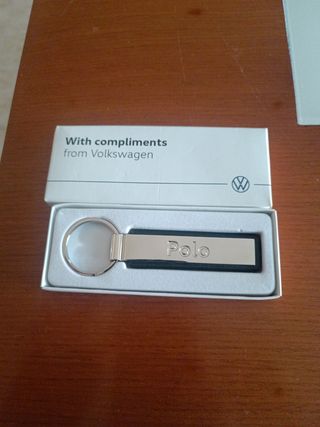 With compliments
from Volkswagen
Polo